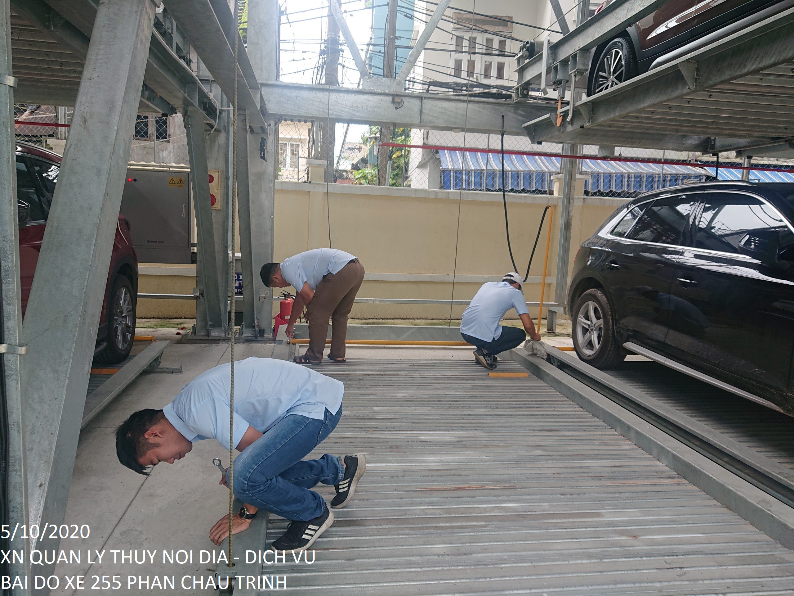 5/10/2020
XN QUAN LY THUY NOI DIA - DICH VU
BAI DO XE 255 PHAN CHAU TRINH